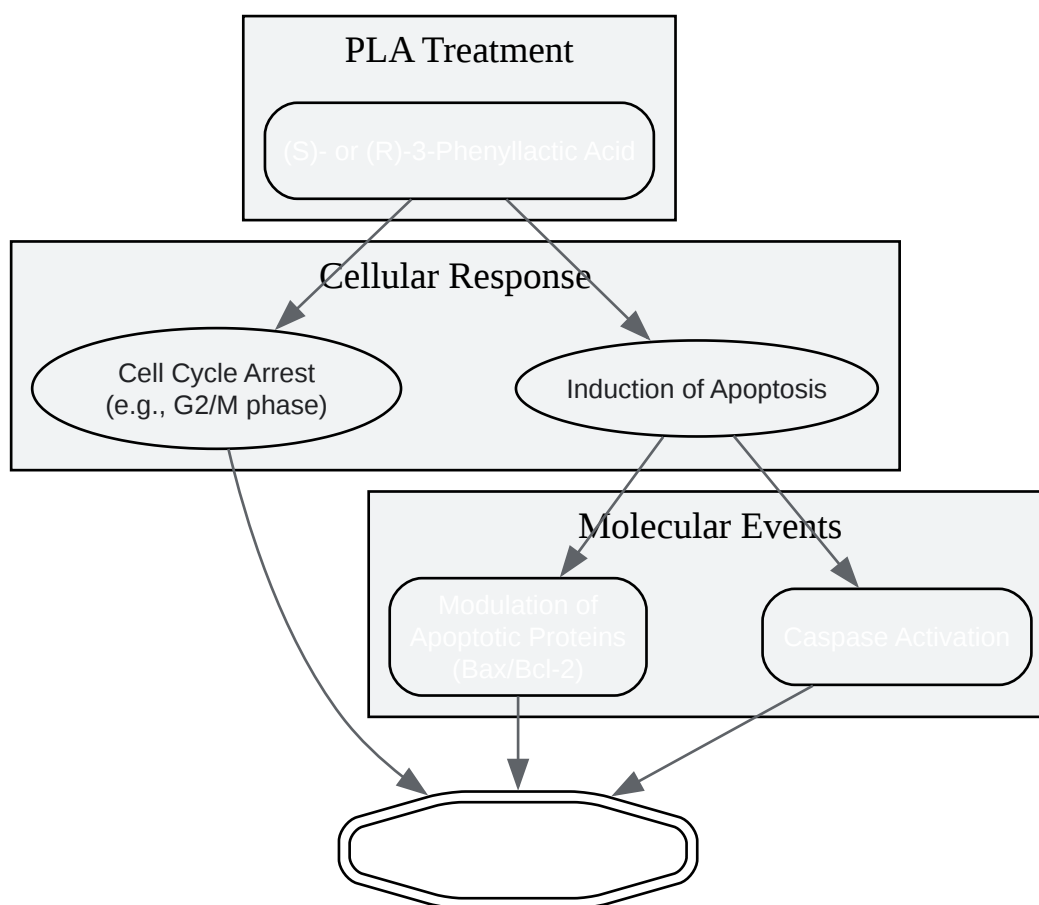 PLA Treatment
(S)- or (R)-3-Phenyllactic Acid
Cellular Response
Cell Cycle Arrest
(e.g., G2/M phase)
Induction of Apoptosis
Molecular Events
Modulation of
Apoptotic Proteins
(Bax/Bcl-2)
Caspase Activation